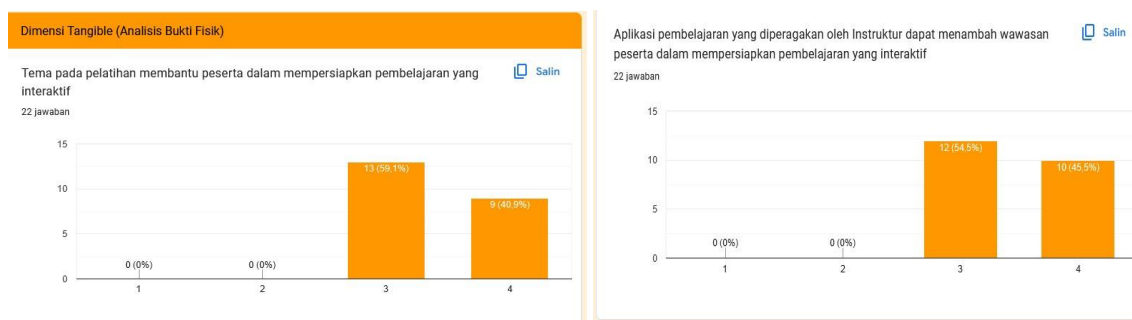 Dimensi Tangible (Analisis Bukti Fisik)
Tema pada pelatihan membantu peserta dalam mempersiapkan pembelajaran yang
interaktif
Salin
22 jawaban
15
10
5
0
0 (0%)
0 (0%)
13 (59,1%)
9 (40,9%)
1
2
3
4
Aplikasi pembelajaran yang diperagakan oleh Instruktur dapat menambah wawasan
peserta dalam mempersiapkan pembelajaran yang interaktif
Salin
22 jawaban
15
10
5
0
0 (0%)
0 (0%)
12 (54,5%)
10 (45,5%)
1
2
3
4